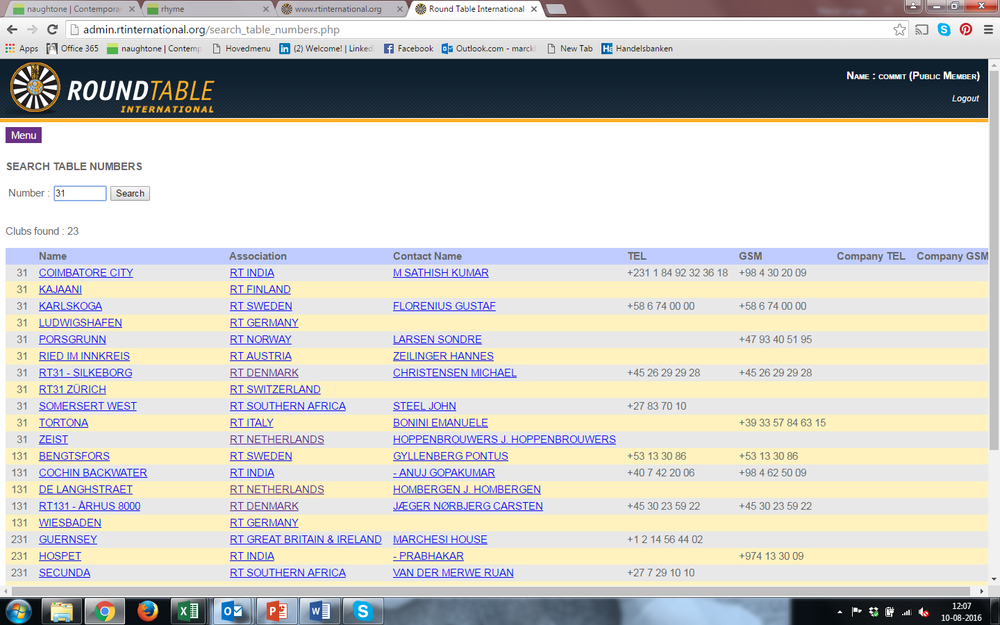 naughtone | Contemporar
rhyme
www.rtinternational.org
Round Table International
admin.rtinternational.org/search_table_numbers.php
Apps
Office 365
naughtone | Contemp
Hovedmenu
(2) Welcome! | Linked
Facebook
Outlook.com - marckh
New Tab
Handelsbanken
ROUNDTABLE
INTERNATIONAL
Name : commit (Public Member)
Logout
Menu
SEARCH TABLE NUMBERS
Number : 31 Search
Clubs found : 23
Name Association Contact Name TEL GSM Company TEL Company GSM
31 COIMBATORE CITY RT INDIA M SATHISH KUMAR +231 1 84 92 32 36 18 +98 4 30 20 09
31 KAJAANI RT FINLAND
31 KARLSKOGA RT SWEDEN FLORENIUS GUSTAF +58 6 74 00 00 +58 6 74 00 00
31 LUDWIGSHAFEN RT GERMANY
31 PORSGRUNN RT NORWAY LARSEN SONDRE +47 93 40 51 95
31 RIED IM INNKREIS RT AUSTRIA ZEILINGER HANNES
31 RT31 - SILKEBORG RT DENMARK CHRISTENSEN MICHAEL +45 26 29 29 28 +45 26 29 29 28
31 RT31 ZÜRICH RT SWITZERLAND
31 SOMERSERT WEST RT SOUTHERN AFRICA STEEL JOHN +27 83 70 10
31 TORTONA RT ITALY BONINI EMANUELE +39 33 57 84 63 15
31 ZEIST RT NETHERLANDS HOPPENBROUWERS J. HOPPENBROUWERS
131 BENGTSFORS RT SWEDEN GYLLENBERG PONTUS +53 13 30 86 +53 13 30 86
131 COCHIN BACKWATER RT INDIA - ANUJ GOPAKUMAR +40 7 42 20 06 +98 4 62 50 09
131 DE LANGHSTRAET RT NETHERLANDS HOMBERGEN J. HOMBERGEN
131 RT131 - ÅRHUS 8000 RT DENMARK JÆGER NØRBJERG CARSTEN +45 30 23 59 22 +45 30 23 59 22
131 WIESBADEN RT GERMANY
231 GUERNSEY RT GREAT BRITAIN & IRELAND MARCHESI HOUSE +1 2 14 56 44 02
231 HOSPET RT INDIA - PRABHAKAR +974 13 30 09
231 SECUNDA RT SOUTHERN AFRICA VAN DER MERWE RUAN +27 7 29 10 10
12:07
10-08-2016